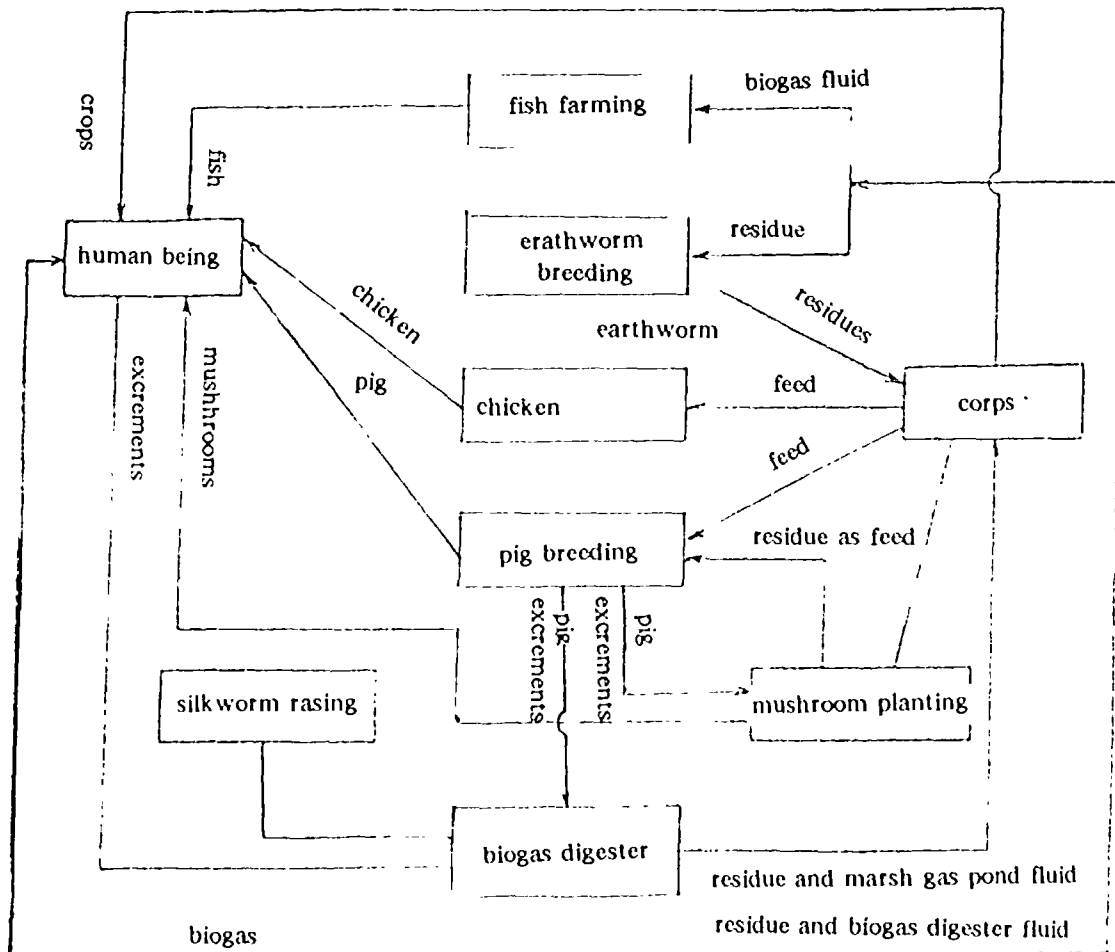 crops
fish farming
biogas fluid
fish
human being
erathworm
breeding
residue
chicken
earthworm
residues
pig
chicken
feed
corps
excrements
mushhrooms
feed
pig breeding
residue as feed
pig
excrements
pig
excrements
silkworm rasing
mushroom planting
biogas digester
residue and marsh gas pond fluid
biogas
residue and biogas digester fluid